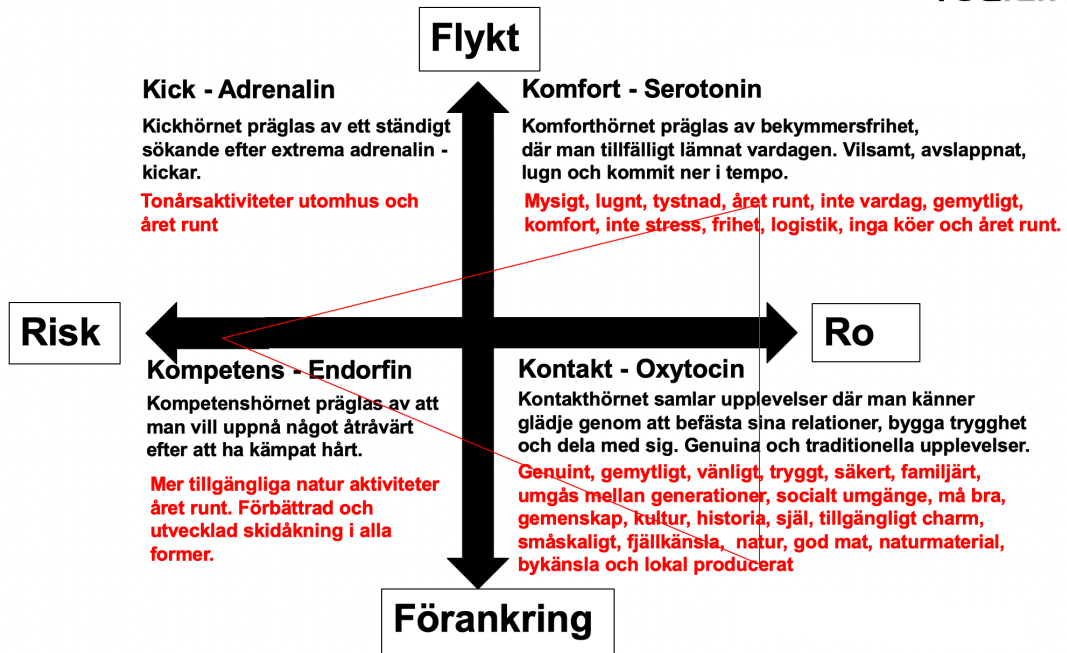 Flykt
Kick - Adrenalin
Kickhörnet präglas av ett ständigt
sökande efter extrema adrenalin -
kickar.
Tonårsaktiviteter utomhus och
året runt
Komfort - Serotonin
Komforthörnet präglas av bekymmersfrihet,
där man tillfälligt lämnat vardagen. Vilsamt, avslappnat,
lugn och kommit ner i tempo.
Mysigt, lugnt, tystnad, året runt, inte vardag, gemytligt,
komfort, inte stress, frihet, logistik, inga köer och året runt.
Risk
Ro
Kompetens - Endorfin
Kompetenshörnet präglas av att
man vill uppnå något åtråvärt
efter att ha kämpat hårt.
Mer tillgängliga natur aktiviteter
året runt. Förbättrad och
utvecklad skidåkning i alla
former.
Kontakt - Oxytocin
Kontakthörnet samlar upplevelser där man känner
glädje genom att befästa sina relationer, bygga trygghet
och dela med sig. Genuina och traditionella upplevelser.
Genuint, gemytligt, vänligt, tryggt, säkert, familjärt,
umgås mellan generationer, socialt umgänge, må bra,
gemenskap, kultur, historia, själ, tillgängligt charm,
småskaligt, fjällkänsla, natur, god mat, naturmaterial,
bykänsla och lokal producerat
Förankring